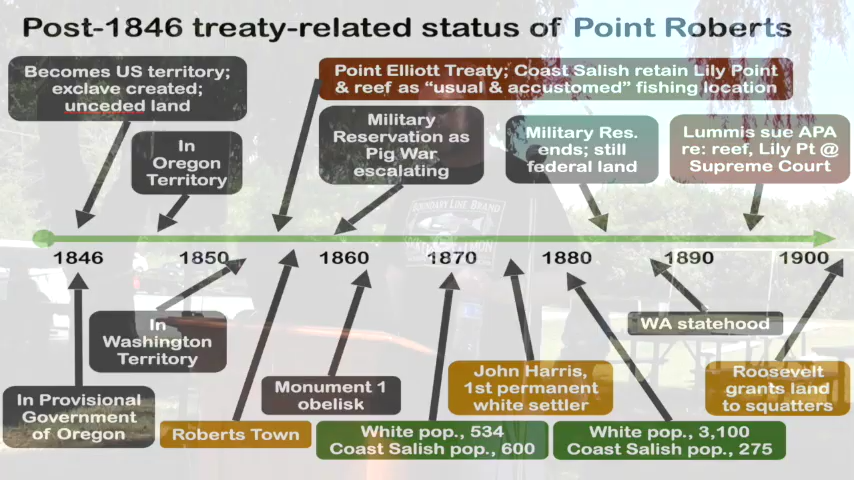 Post-1846 treaty-related status of Point Roberts
Becomes US territory;
exclave created;
unceded land
Point Elliott Treaty; Coast Salish retain Lily Point
& reef as “usual & accustomed” fishing location
In
Oregon
Territory
Military
Reservation as
Pig War
escalating
Military Res.
ends; still
federal land
Lummis sue APA
re: reef, Lily Pt @
Supreme Court
BOUNDARY LINE BRAND
1846 1850 1860 1870 1880 1890 1900
In
Washington
Territory
WA statehood
In Provisional
Government
of Oregon
Monument 1
obelisk
John Harris,
1st permanent
white settler
Roosevelt
grants land
to squatters
Roberts Town
White pop., 534
Coast Salish pop., 600
White pop., 3,100
Coast Salish pop., 275